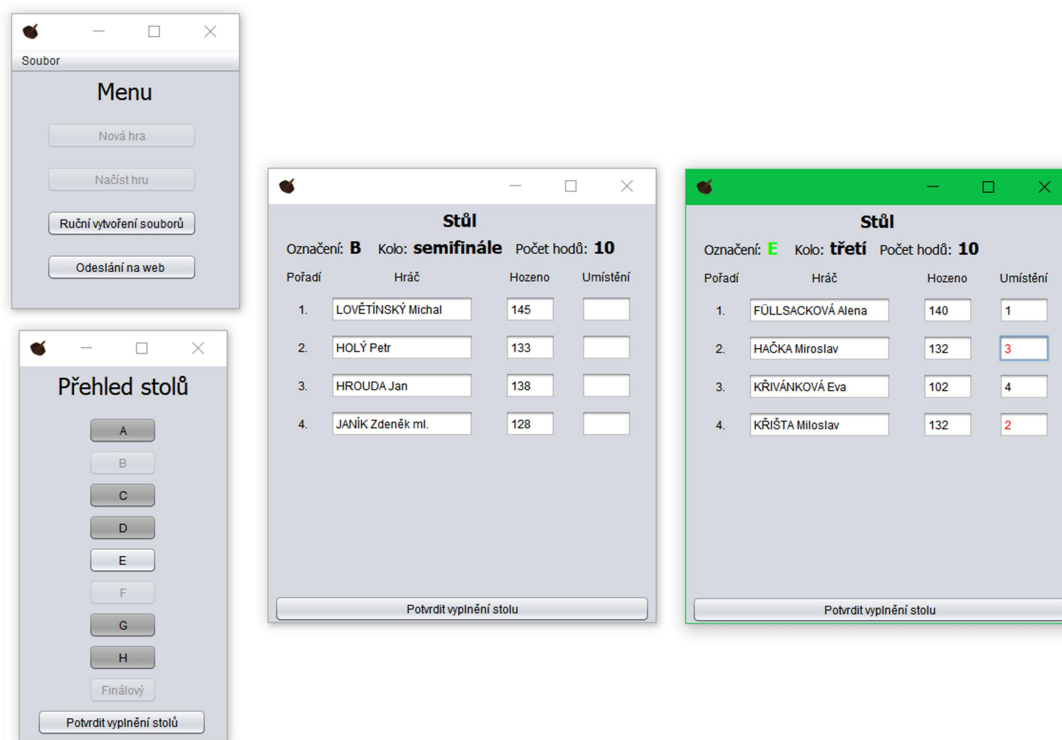 Soubor
Menu
Nová hra
Načíst hru
Ruční vytvoření souborů
Odeslání na web
Přehled stolů
A
B
C
D
E
F
G
H
Finálový
Potvrdit vyplnění stolů
Stůl
Označení: B Kolo: semifinále Počet hodů: 10
Pořadí Hráč Hozeno Umístění
1. LOVĚTÍNSKÝ Michal 145
2. HOLÝ Petr 133
3. HROUDA Jan 138
4. JANÍK Zdeněk ml. 128
Potvrdit vyplnění stolu
Stůl
Označení: E Kolo: třetí Počet hodů: 10
Pořadí Hráč Hozeno Umístění
1. FÜLLSACKOVÁ Alena 140 1
2. HAČKA Miroslav 132 3
3. KŘIVÁNKOVÁ Eva 102 4
4. KŘIŠTA Miloslav 132 2
Potvrdit vyplnění stolu